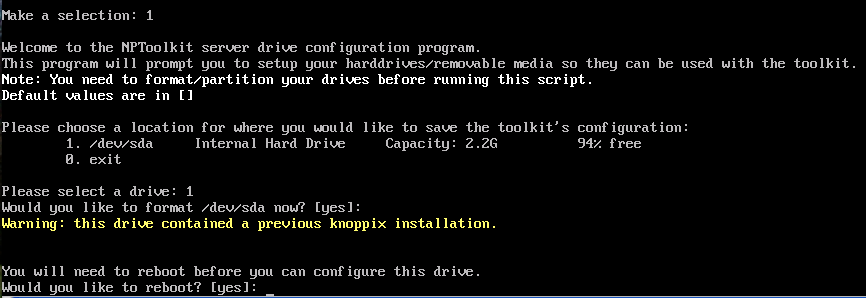 Make a selection: 1
Welcome to the NPToolkit server drive configuration program.
This program will prompt you to setup your harddrives/removable media so they can be used with the toolkit.
Note: You need to format/partition your drives before running this script.
Default values are in []
Please choose a location for where you would like to save the toolkit's configuration:
1. /dev/sda Internal Hard Drive Capacity: 2.2G 94% free
0. exit
Please select a drive: 1
Would you like to format /dev/sda now? [yes]:
Warning: this drive contained a previous knoppix installation.
You will need to reboot before you can configure this drive.
Would you like to reboot? [yes]: _